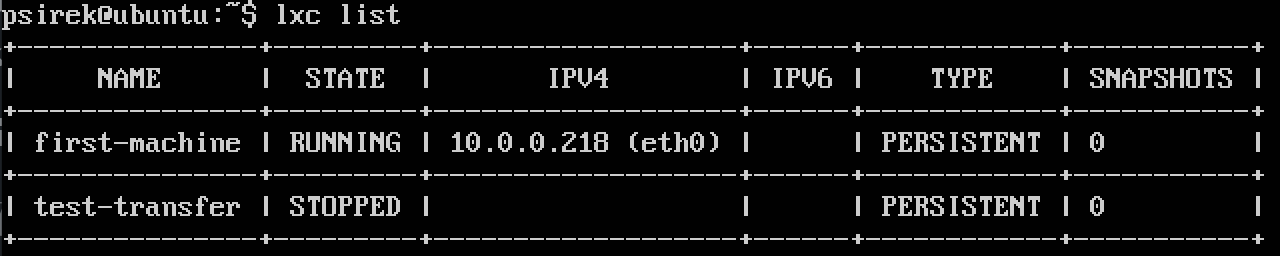 psirek@ubuntu:~$ lxc list
+----------------+---------+--------------------+------+------------+-----------+
|      NAME      |  STATE  |        IPV4        | IPV6 |    TYPE    | SNAPSHOTS |
+----------------+---------+--------------------+------+------------+-----------+
| first-machine  | RUNNING | 10.0.0.218 (eth0)  |      | PERSISTENT | 0         |
+----------------+---------+--------------------+------+------------+-----------+
| test-transfer  | STOPPED |                    |      | PERSISTENT | 0         |
+----------------+---------+--------------------+------+------------+-----------+